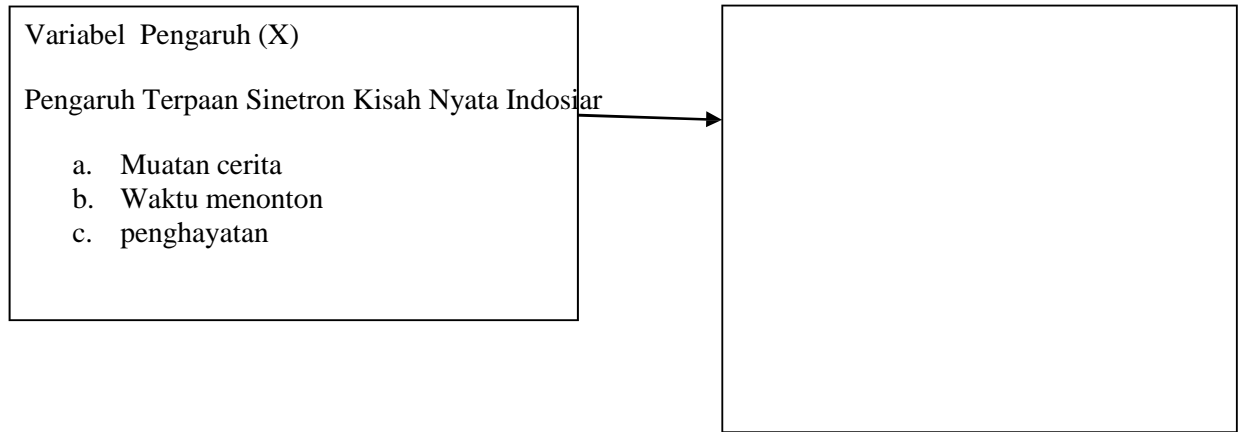 Variabel  Pengaruh (X)
Pengaruh Terpaan Sinetron Kisah Nyata Indosiar
a. Muatan cerita
b. Waktu menonton
c. penghayatan